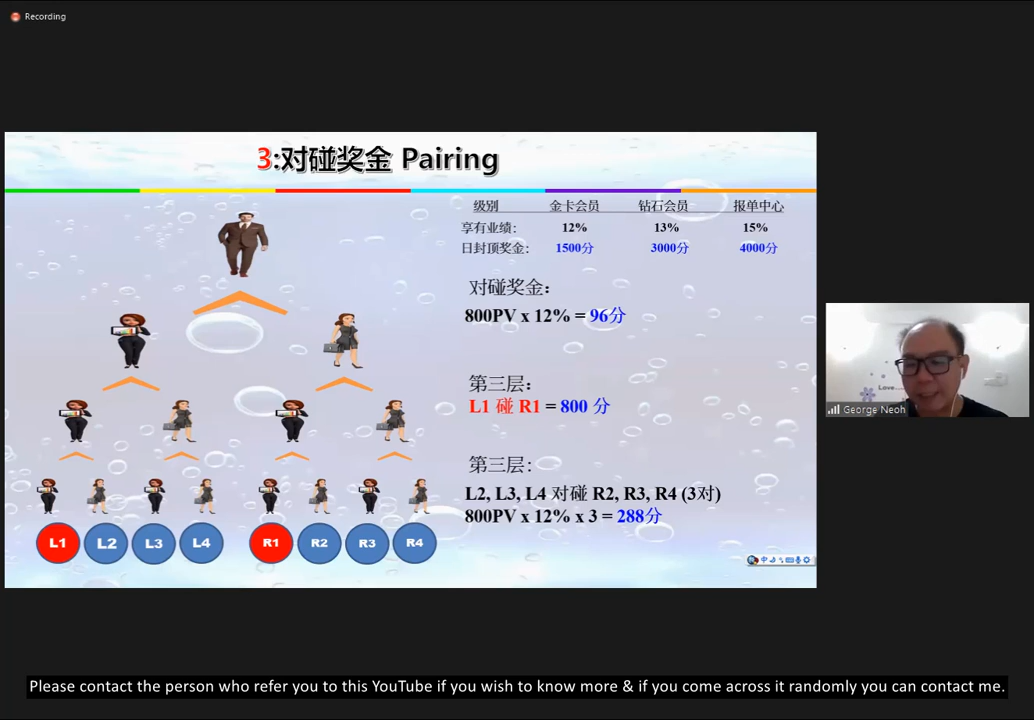 Recording
3:对碰奖金 Pairing
级别 金卡会员 钻石会员 报单中心
享有业绩: 12% 13% 15%
日封顶奖金: 1500分 3000分 4000分
对碰奖金:
800PV x 12% = 96分
第三层:
L1 碰 R1 = 800 分
第三层:
L2, L3, L4 对碰 R2, R3, R4 (3对)
800PV x 12% x 3 = 288分
L1 L2 L3 L4 R1 R2 R3 R4
Love
George Neoh
中
Please contact the person who refer you to this YouTube if you wish to know more & if you come across it randomly you can contact me.